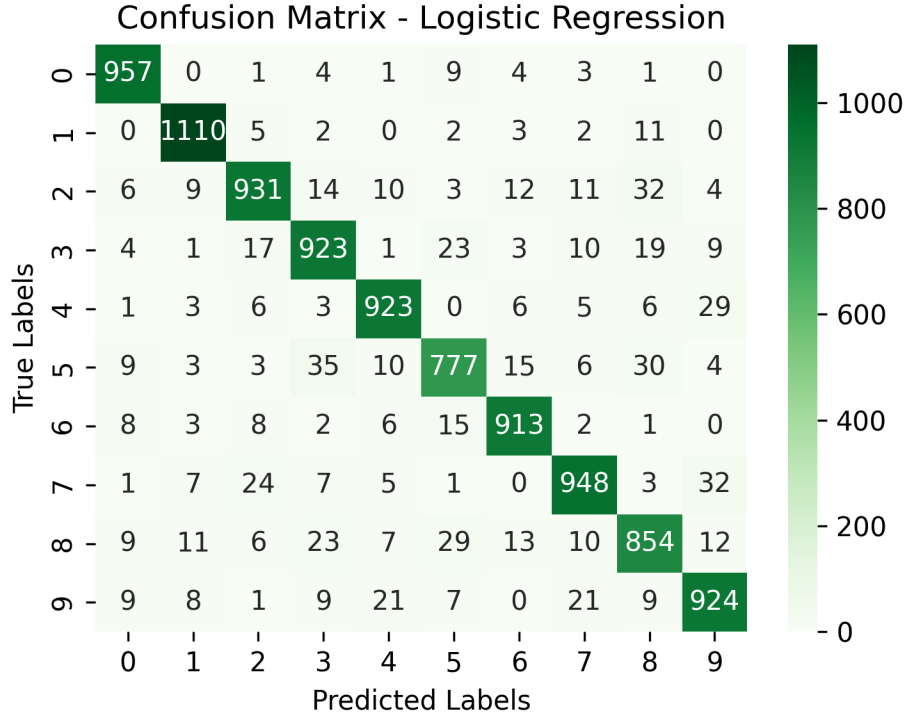 Confusion Matrix - Logistic Regression
0 957 0 1 4 1 9 4 3 1 0
1 0 1110 5 2 0 2 3 2 11 0
2 6 9 931 14 10 3 12 11 32 4
3 4 1 17 923 1 23 3 10 19 9
4 1 3 6 3 923 0 6 5 6 29
5 9 3 3 35 10 777 15 6 30 4
6 8 3 8 2 6 15 913 2 1 0
7 1 7 24 7 5 1 0 948 3 32
8 9 11 6 23 7 29 13 10 854 12
9 9 8 1 9 21 7 0 21 9 924
0 1 2 3 4 5 6 7 8 9
Predicted Labels
True Labels
1000
800
600
400
200
0